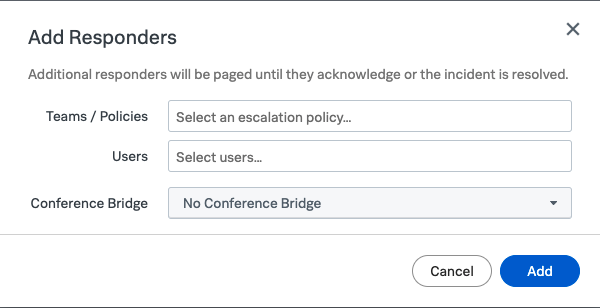 Add Responders
Additional responders will be paged until they acknowledge or the incident is resolved.
Teams / Policies
Select an escalation policy...
Users
Select users...
Conference Bridge
No Conference Bridge
Cancel
Add